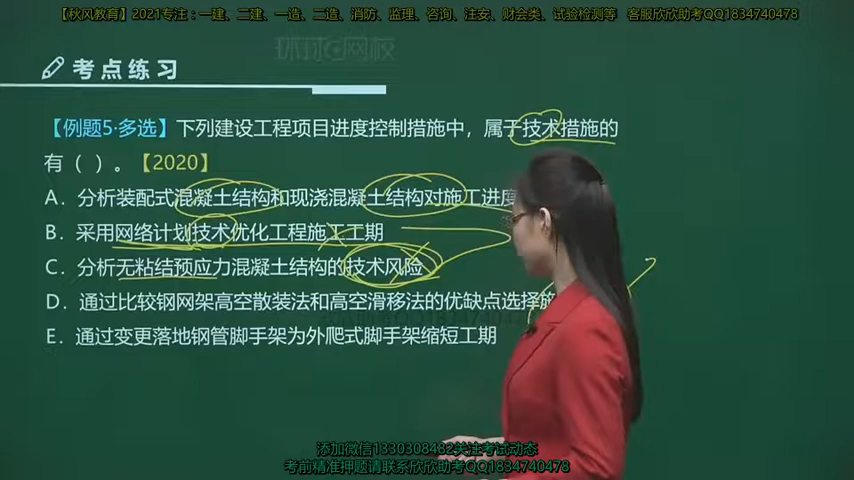 【秋风教育】2021专注：一建、二建、一造、二造、消防、监理、咨询、注安、财会类、试验检测等 客服欣欣助考QQ1834740478
环球网校
考点练习
【例题5·多选】下列建设工程项目进度控制措施中，属于技术措施的
有（ ）。【2020】
A. 分析装配式混凝土结构和现浇混凝土结构对施工进度
B. 采用网络计划技术优化工程施工工期
C. 分析无粘结预应力混凝土结构的技术风险
D. 通过比较钢网架高空散装法和高空滑移法的优缺点选择施
E. 通过变更落地钢管脚手架为外爬式脚手架缩短工期
添加微信1330308482关注考试动态
考前精准押题请联系欣欣助考QQ1834740478